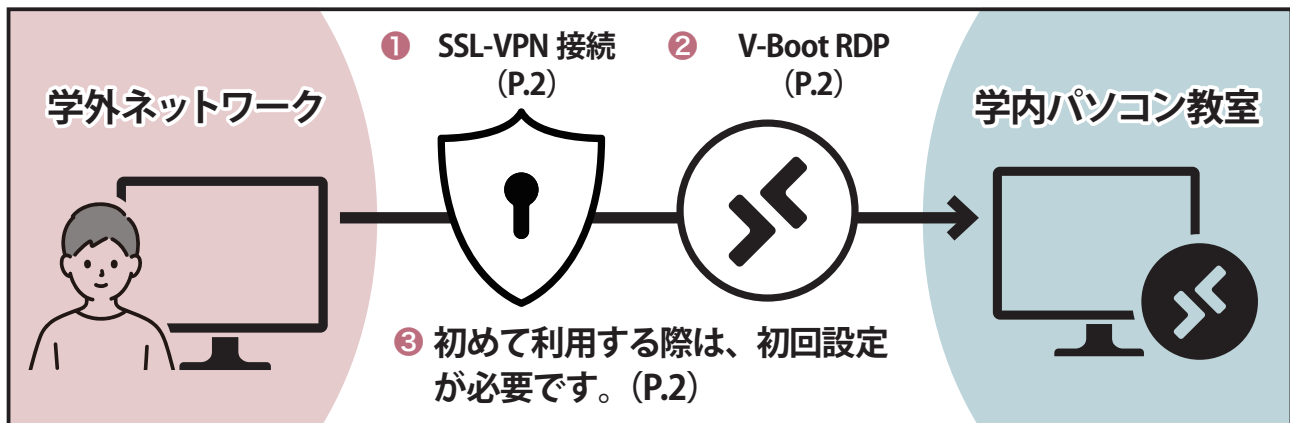 学外ネットワーク
❶ SSL-VPN 接続
（P.2）
❷ V-Boot RDP
（P.2）
学内パソコン教室
❸ 初めて利用する際は、初回設定
が必要です。（P.2）